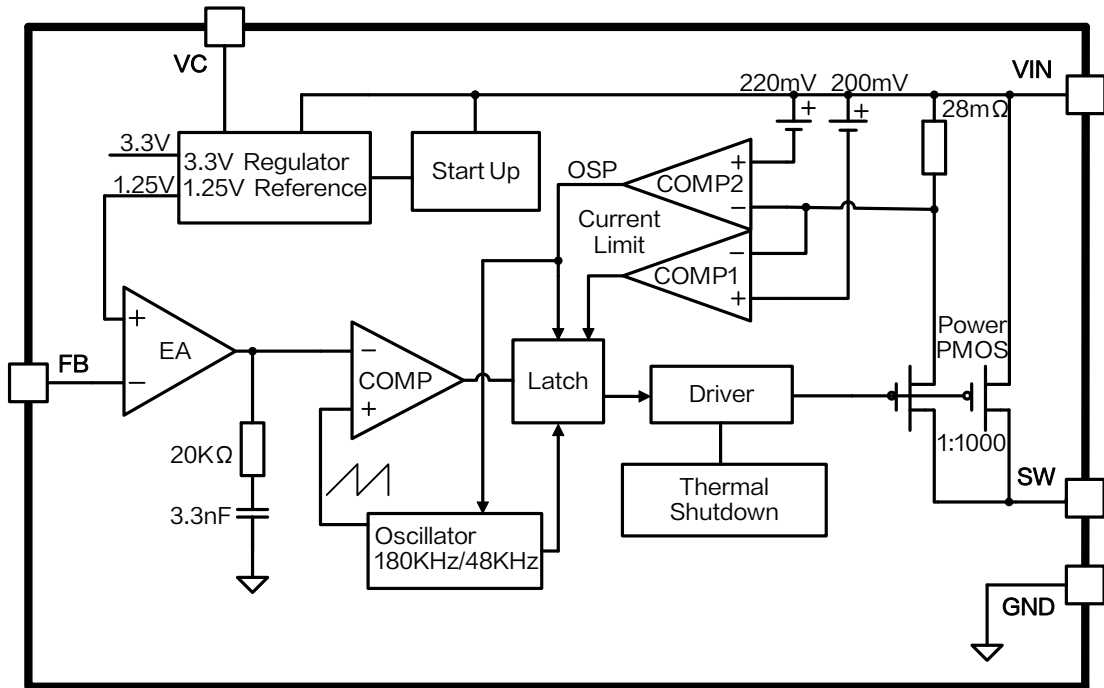 VC
VIN
220mV
200mV
28mΩ
3.3V
3.3V Regulator
1.25V
1.25V Reference
Start Up
OSP
COMP2
+
−
+
+
Current
Limit
COMP1
−
+
EA
+
−
FB
COMP
−
+
Latch
Driver
Power
PMOS
1:1000
20KΩ
3.3nF
Oscillator
180KHz/48KHz
Thermal
Shutdown
SW
GND